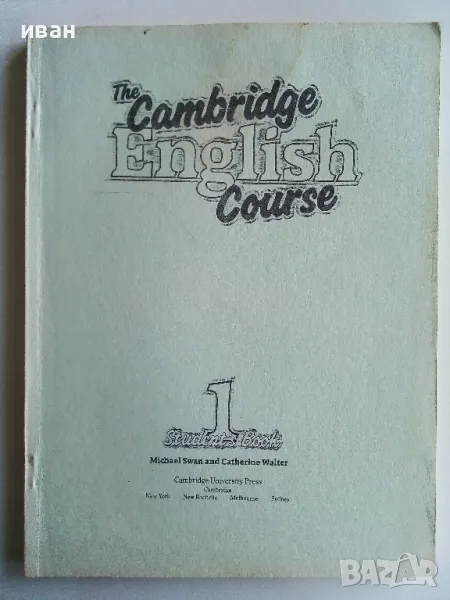 иван
The
Cambridge
English
Course
1
Student's Book
Michael Swan and Catherine Walter
Cambridge University Press
Cambridge
New York New Rochelle Melbourne Sydney
BAZAR